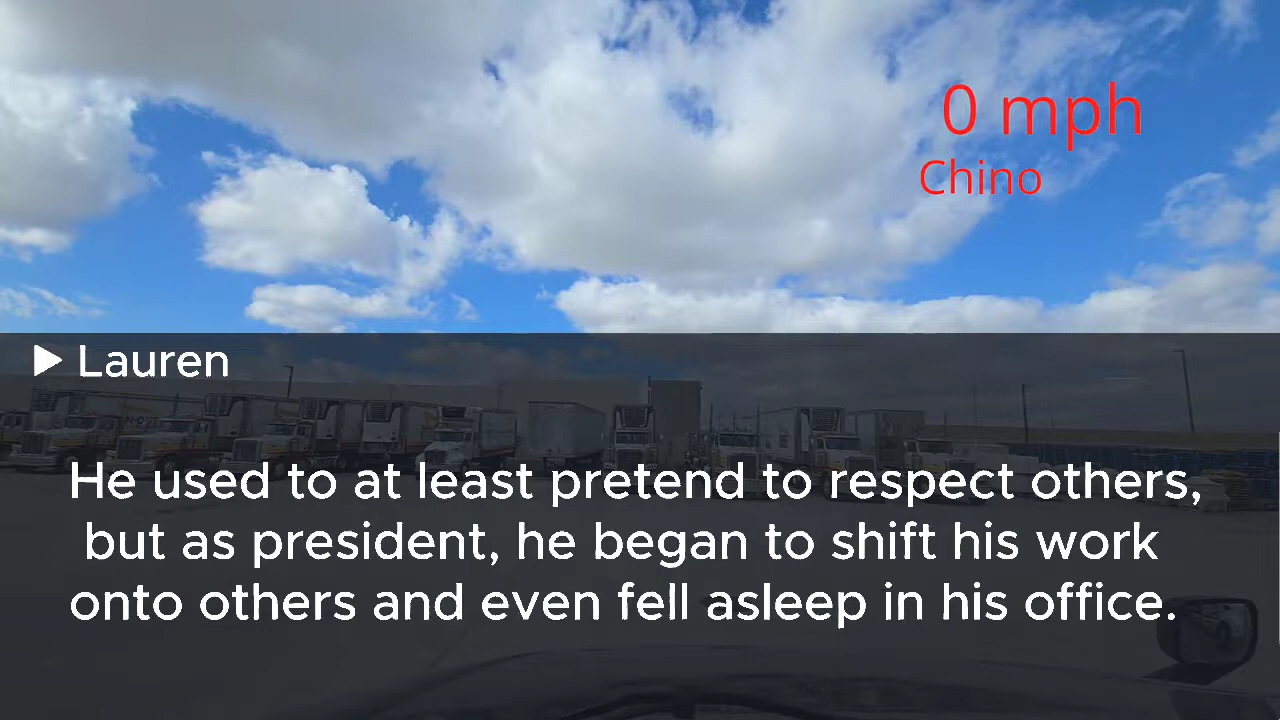 0 mph
Chino
Lauren
He used to at least pretend to respect others,
but as president, he began to shift his work
onto others and even fell asleep in his office.